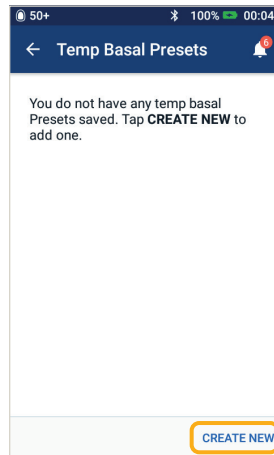 50+ 100% 00:04
Temp Basal Presets 6
You do not have any temp basal
Presets saved. Tap CREATE NEW to
add one.
CREATE NEW